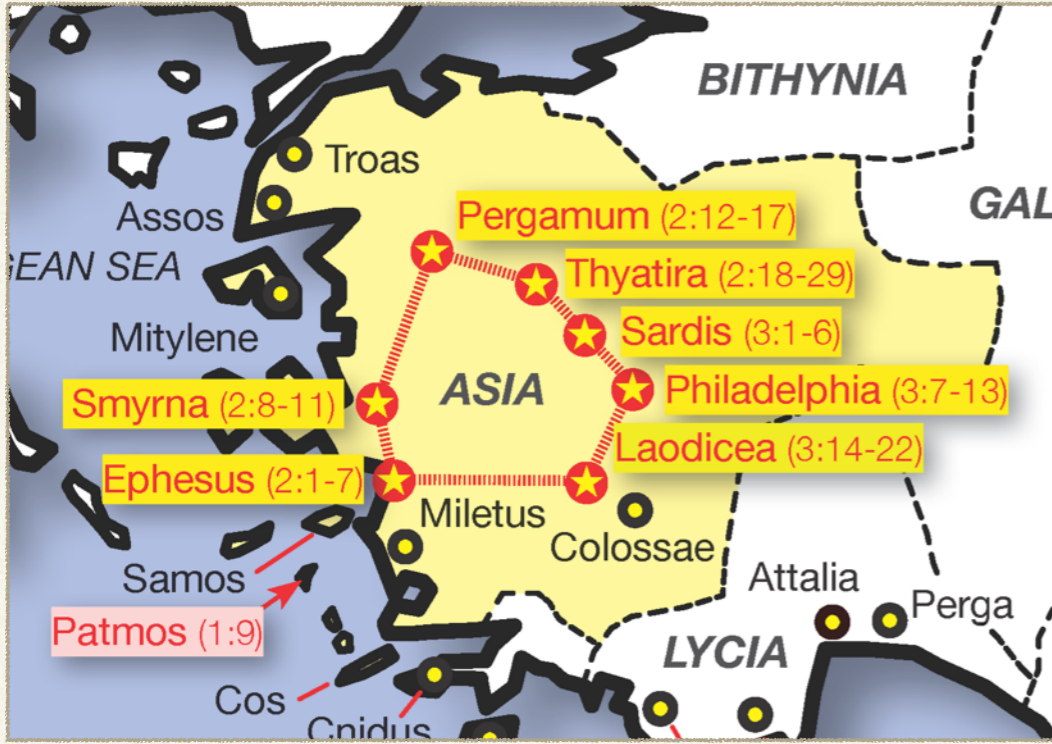 BITHYNIA
Troas
Assos
GAL
Pergamum (2:12-17)
GEAN SEA
Thyatira (2:18-29)
Mitylene
Sardis (3:1-6)
ASIA
Philadelphia (3:7-13)
Smyrna (2:8-11)
Laodicea (3:14-22)
Ephesus (2:1-7)
Miletus
Colossae
Samos
Attalia
Perga
Patmos (1:9)
LYCIA
Cos
Cnidus